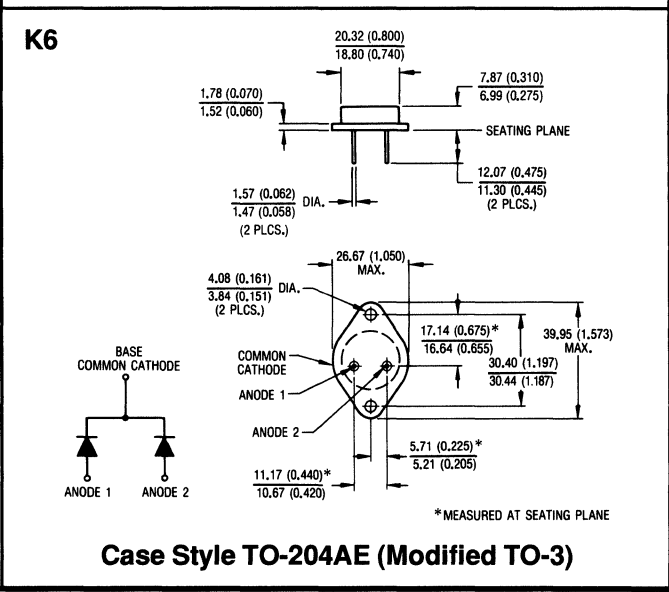 K6
20.32 (0.800)
18.80 (0.740)
1.78 (0.070)
1.52 (0.060)
7.87 (0.310)
6.99 (0.275)
SEATING PLANE
12.07 (0.475)
11.30 (0.445)
(2 PLCS.)
1.57 (0.062)
1.47 (0.058)
DIA.
(2 PLCS.)
26.67 (1.050)
MAX.
4.08 (0.161)
3.84 (0.151)
DIA.
(2 PLCS.)
17.14 (0.675)*
16.64 (0.655)
39.95 (1.573)
MAX.
30.40 (1.197)
30.44 (1.187)
COMMON
CATHODE
ANODE 1
ANODE 2
BASE
COMMON CATHODE
ANODE 1
ANODE 2
5.71 (0.225)*
5.21 (0.205)
11.17 (0.440)*
10.67 (0.420)
*MEASURED AT SEATING PLANE
Case Style TO-204AE (Modified TO-3)